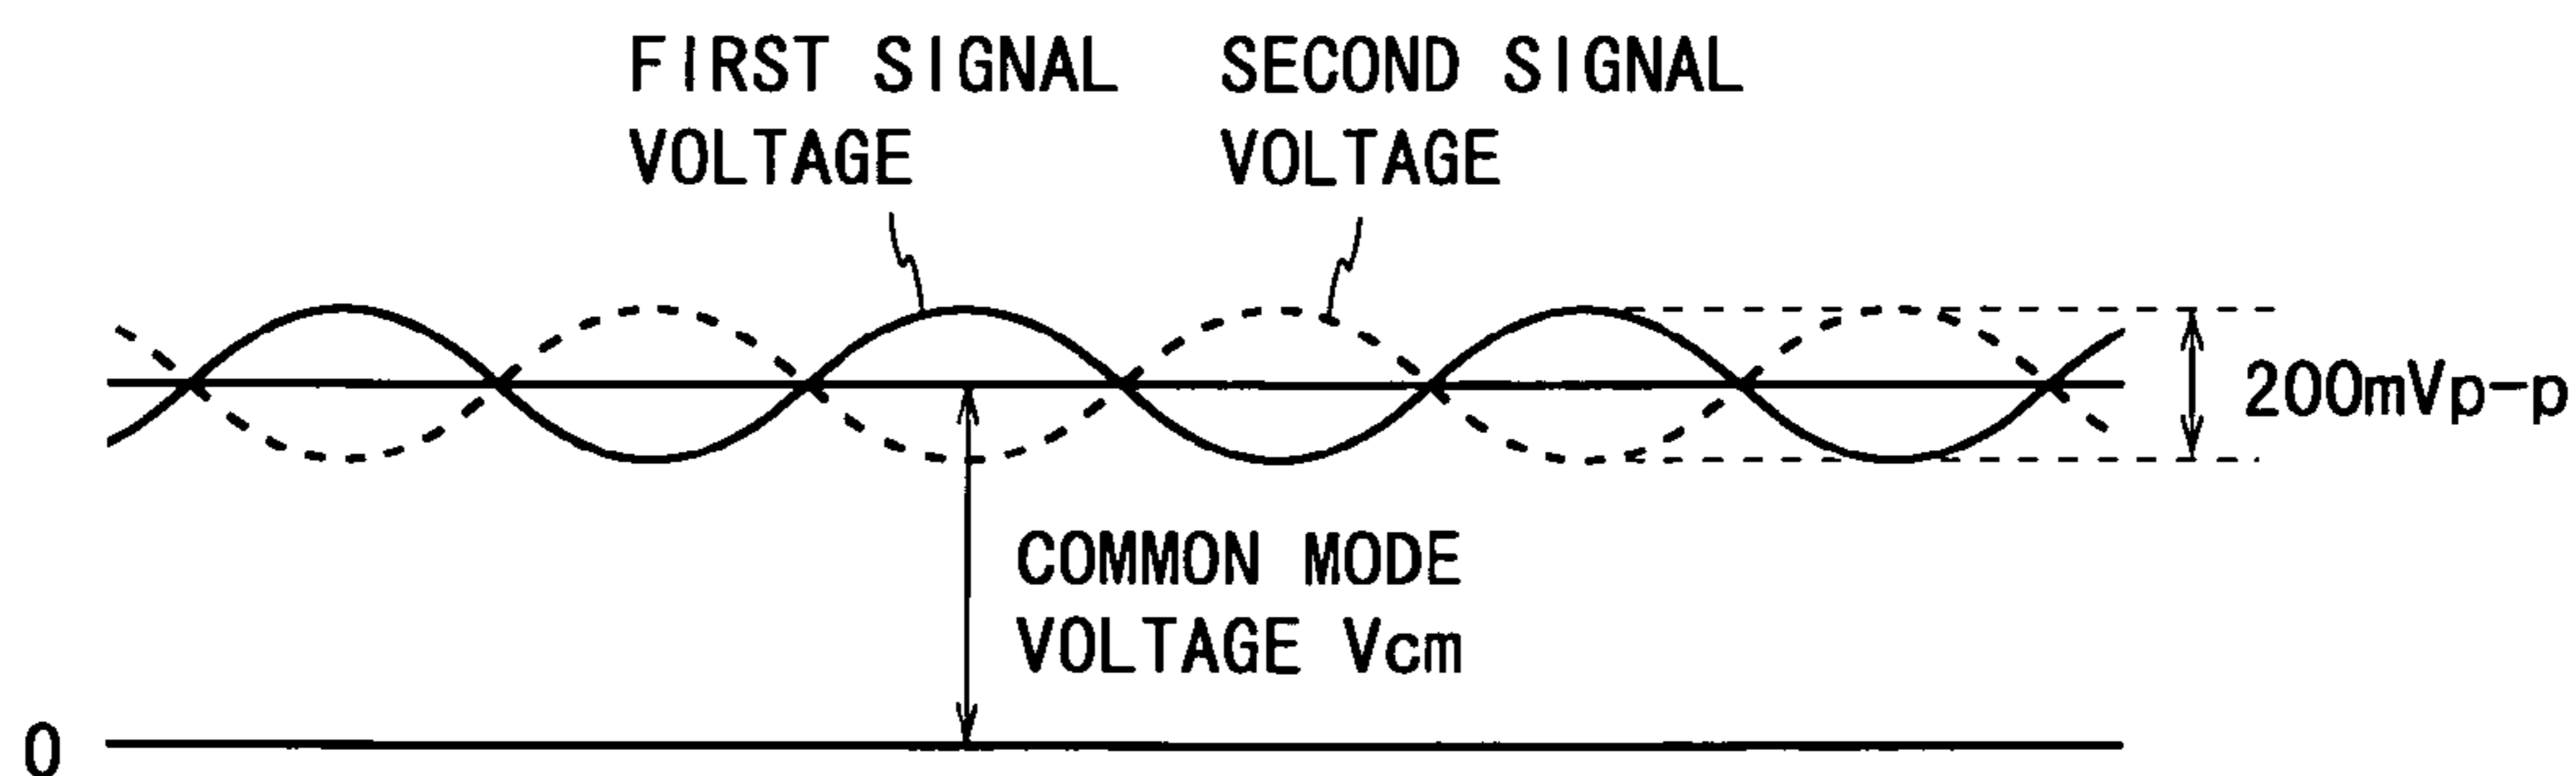 FIRST SIGNAL
VOLTAGE
SECOND SIGNAL
VOLTAGE
200mVp-p
COMMON MODE
VOLTAGE Vcm
0